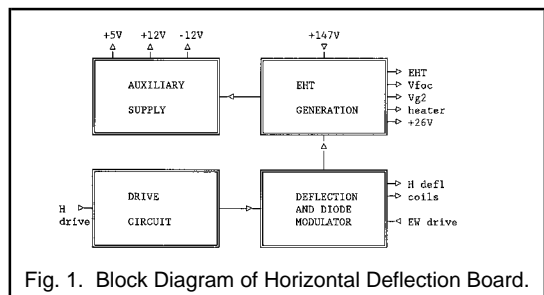 +5V +12V -12V +147V
AUXILIARY
SUPPLY
EHT
GENERATION
EHT
Vfoc
Vg2
heater
+26V
DRIVE
CIRCUIT
H
drive
DEFLECTION
AND DIODE
MODULATOR
H defl
coils
EW drive
Fig. 1. Block Diagram of Horizontal Deflection Board.